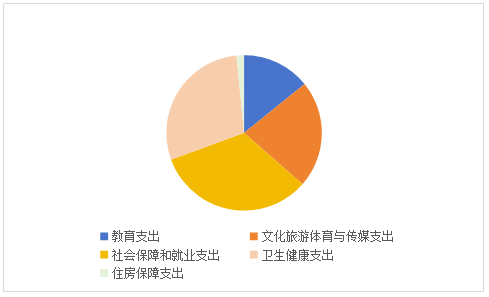 教育支出
文化旅游体育与传媒支出
社会保障和就业支出
卫生健康支出
住房保障支出